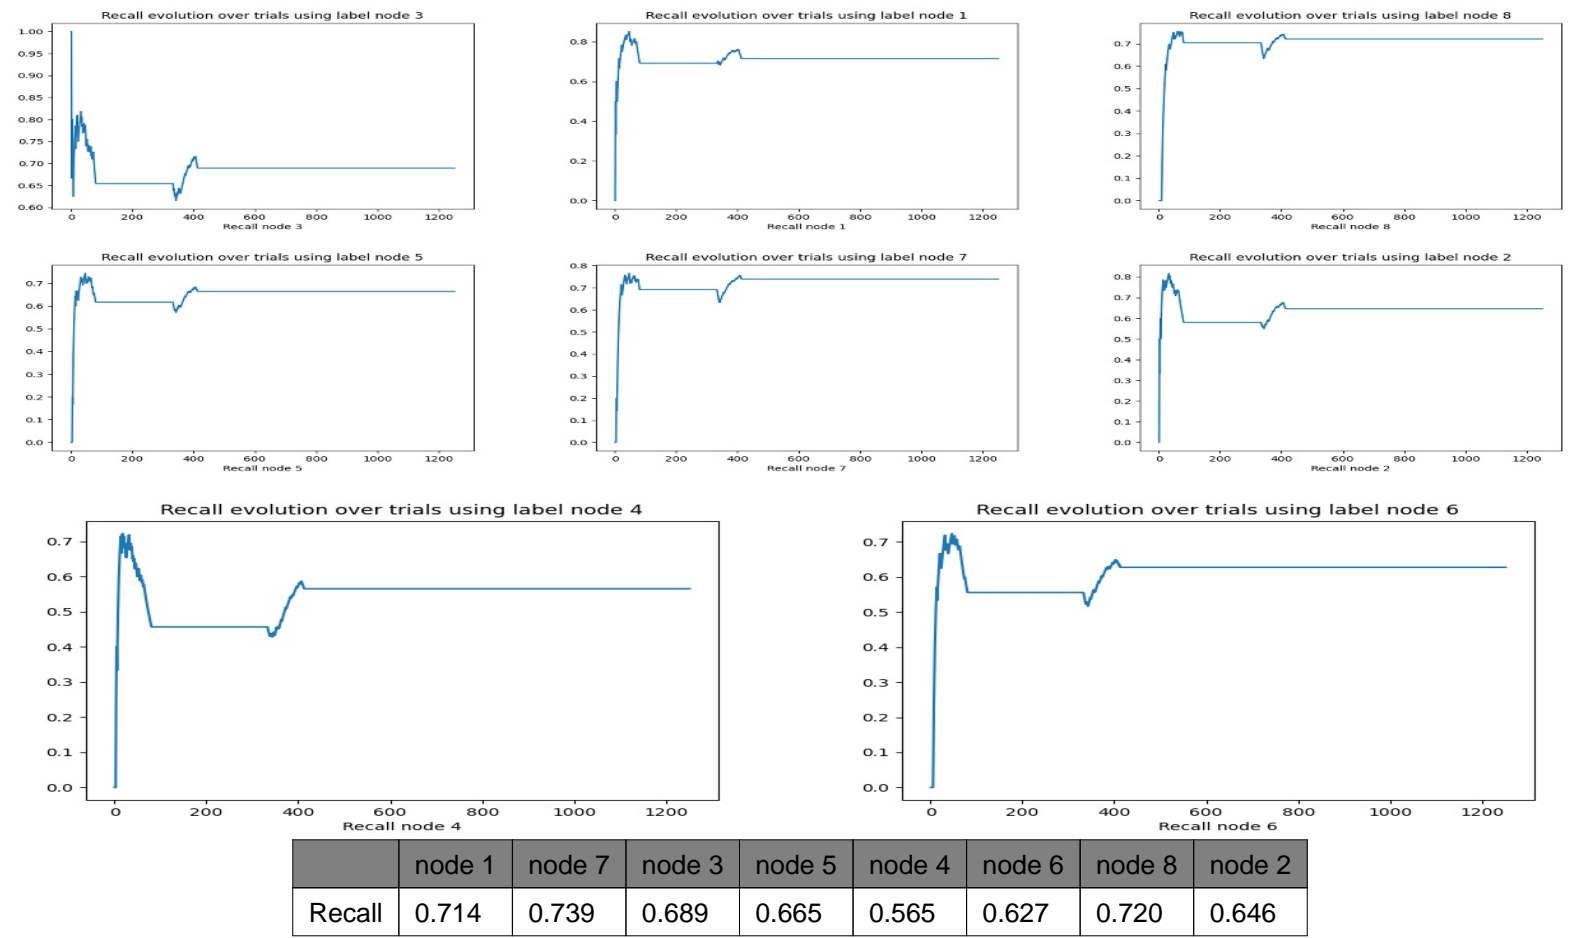 Recall evolution over trials using label node 3
1.00
0.95
0.90
0.85
0.80
0.75
0.70
0.65
0.60
0 200 400 600 800 1000 1200
Recall node 3
Recall evolution over trials using label node 1
0.8
0.6
0.4
0.2
0.0
0 200 400 600 800 1000 1200
Recall node 1
Recall evolution over trials using label node 8
0.7
0.6
0.5
0.4
0.3
0.2
0.1
0.0
0 200 400 600 800 1000 1200
Recall node 8
Recall evolution over trials using label node 5
0.7
0.6
0.5
0.4
0.3
0.2
0.1
0.0
0 200 400 600 800 1000 1200
Recall node 5
Recall evolution over trials using label node 7
0.8
0.7
0.6
0.5
0.4
0.3
0.2
0.1
0.0
0 200 400 600 800 1000 1200
Recall node 7
Recall evolution over trials using label node 2
0.8
0.7
0.6
0.5
0.4
0.3
0.2
0.1
0.0
0 200 400 600 800 1000 1200
Recall node 2
Recall evolution over trials using label node 4
0.7
0.6
0.5
0.4
0.3
0.2
0.1
0.0
0 200 400 600 800 1000 1200
Recall node 4
Recall evolution over trials using label node 6
0.7
0.6
0.5
0.4
0.3
0.2
0.1
0.0
0 200 400 600 800 1000 1200
Recall node 6
node 1 node 7 node 3 node 5 node 4 node 6 node 8 node 2
Recall 0.714 0.739 0.689 0.665 0.565 0.627 0.720 0.646